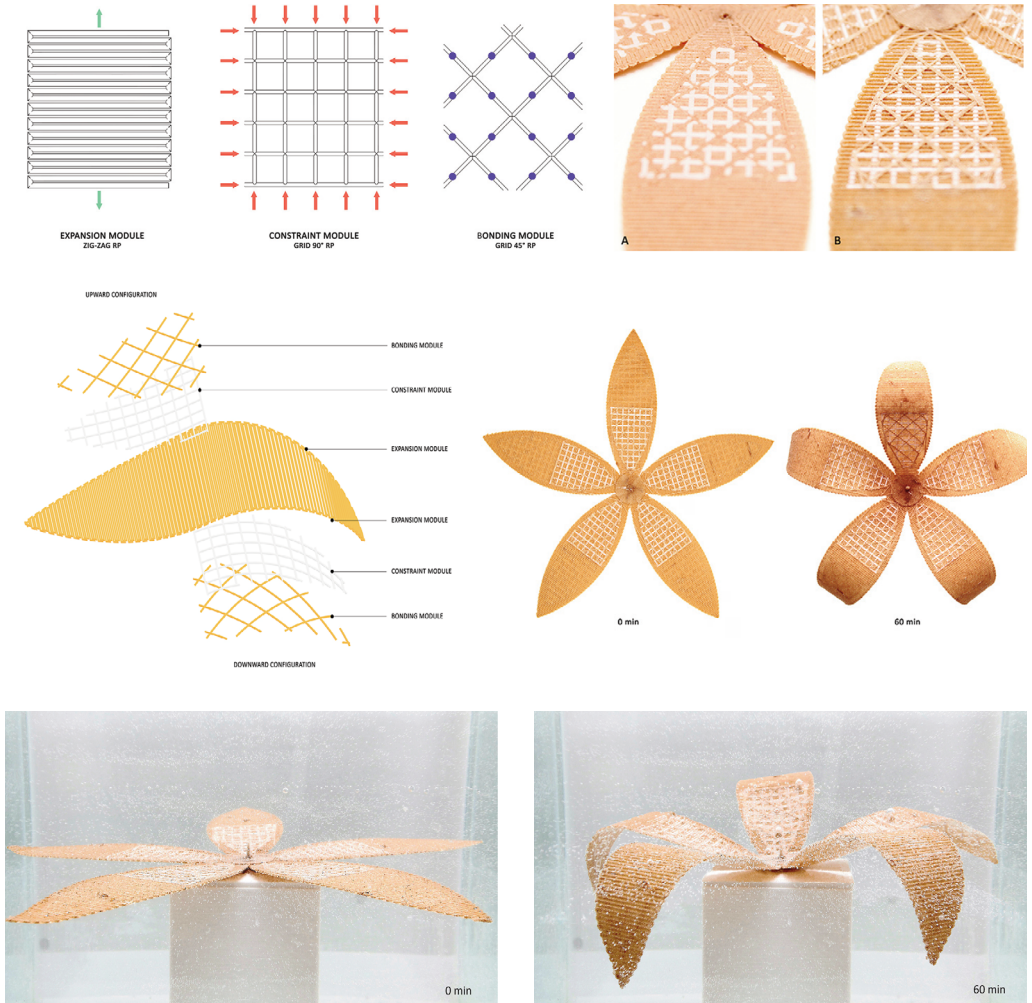 EXPANSION MODULE
ZIG-ZAG RP
CONSTRAINT MODULE
GRID 90° RP
BONDING MODULE
GRID 45° RP
A
B
UPWARD CONFIGURATION
BONDING MODULE
CONSTRAINT MODULE
EXPANSION MODULE
EXPANSION MODULE
CONSTRAINT MODULE
BONDING MODULE
DOWNWARD CONFIGURATION
0 min
60 min
0 min
60 min